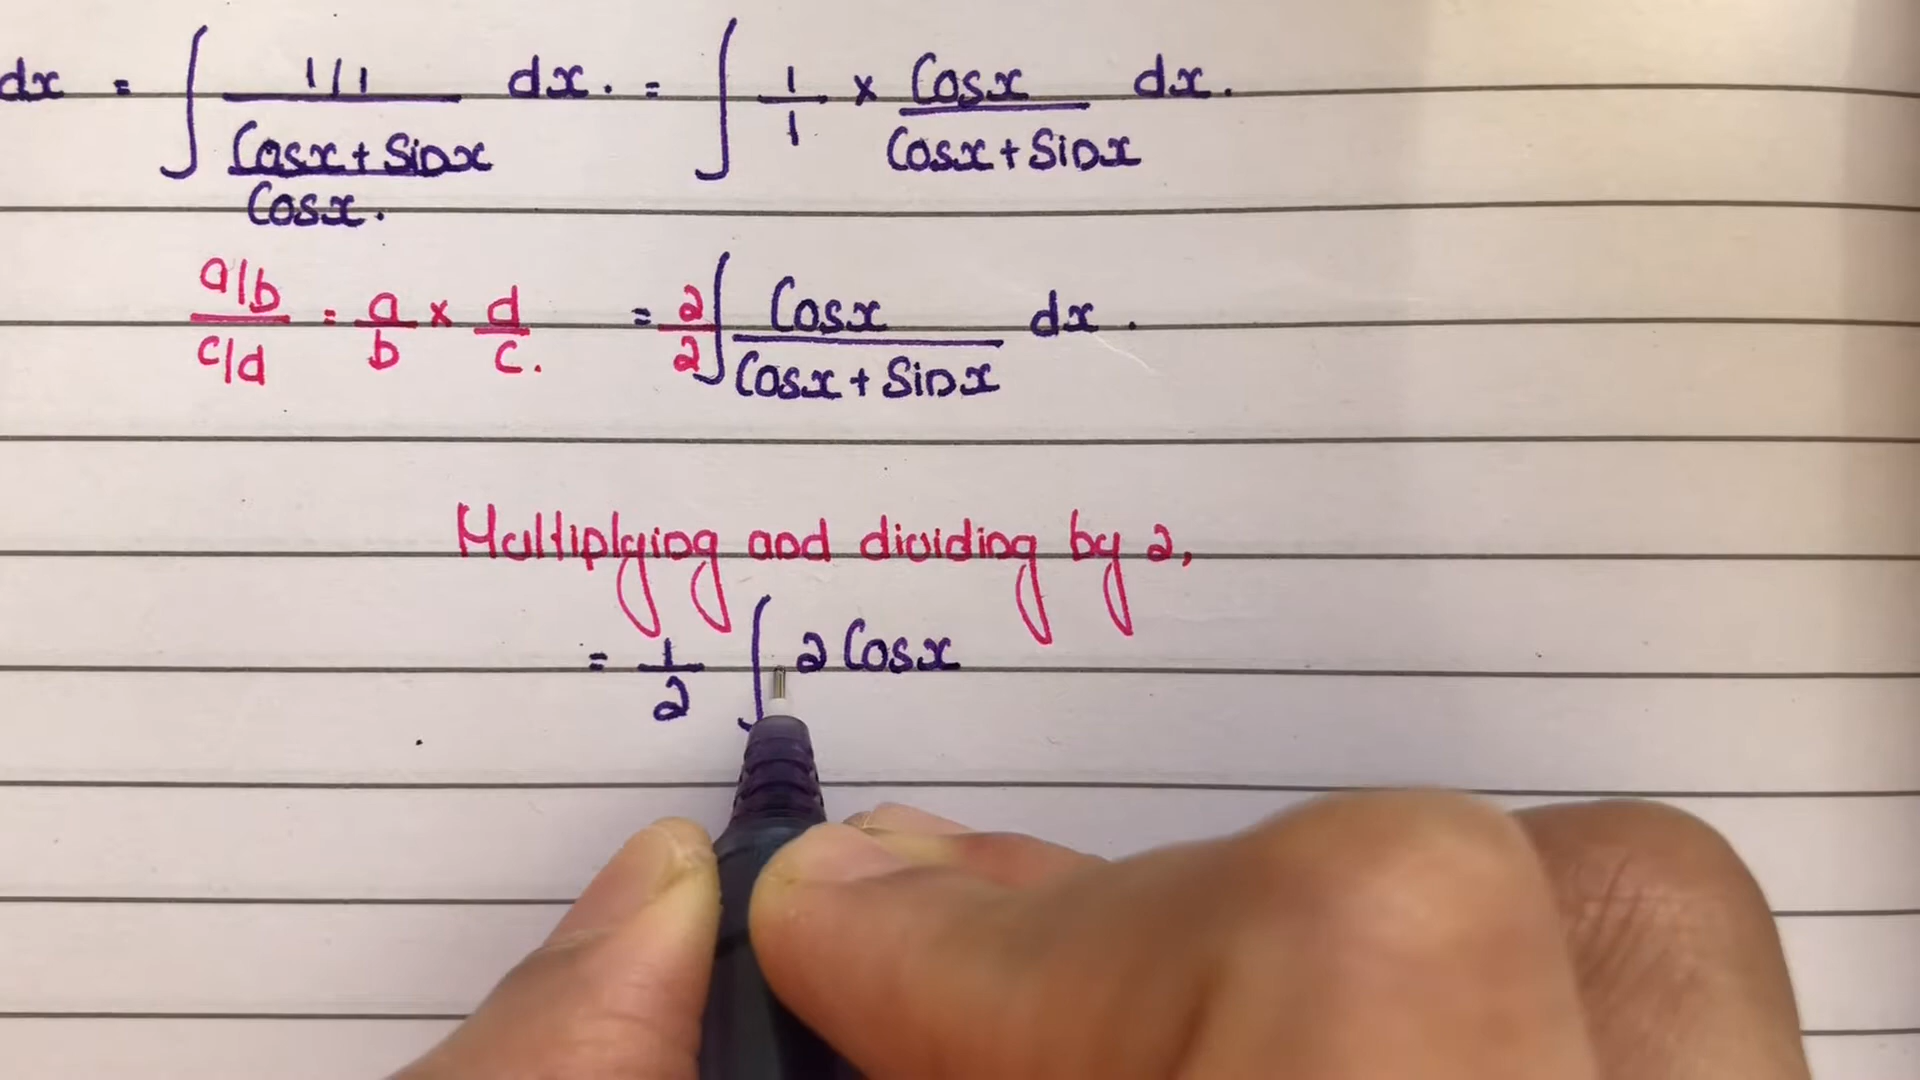 dx = ∫ 1/1 / ((Cosx + Sinx)/Cosx) dx. = ∫ 1/1 × Cosx/(Cosx + Sinx) dx.
(a/b)/(c/d) = a/b × d/c. = 2/2 ∫ Cosx/(Cosx + Sinx) dx.
Multiplying and dividing by 2,
= 1/2 ∫ 2 Cosx